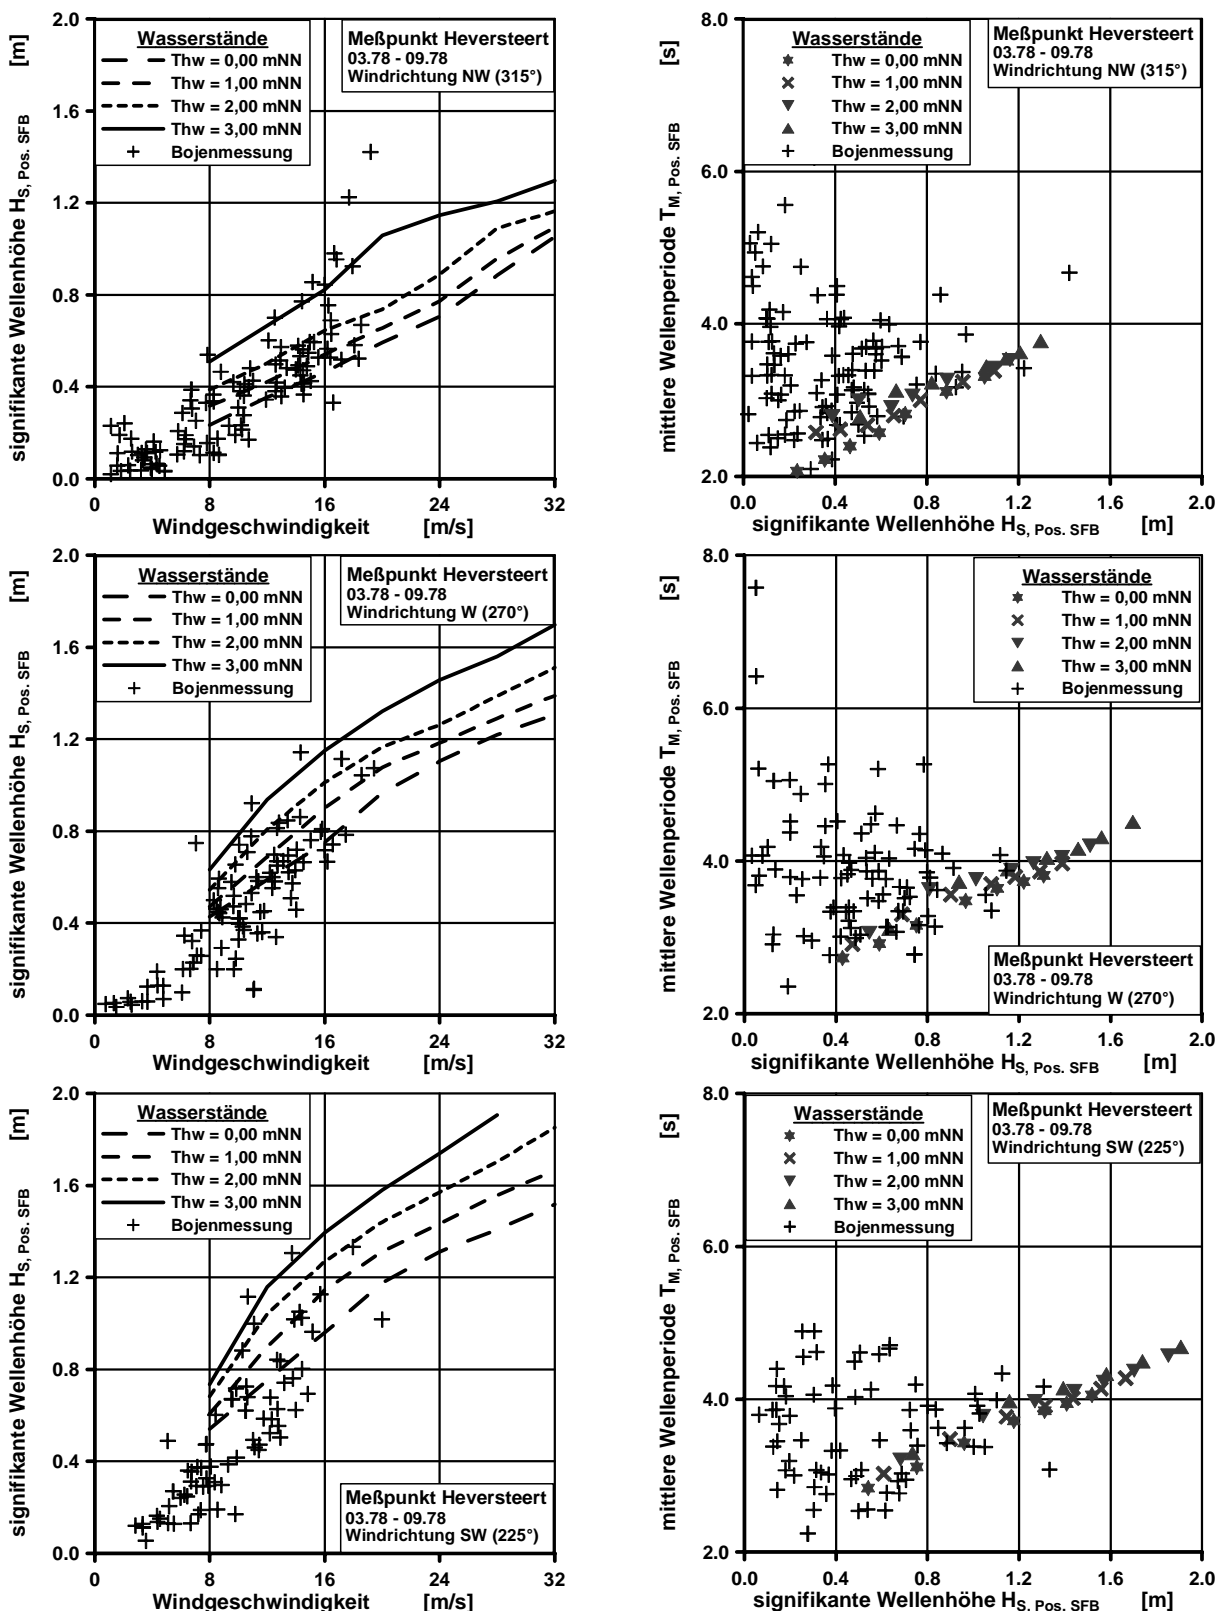 signifikante Wellenhöhe H S, Pos. SFB [m]
2.0
1.6
1.2
0.8
0.4
0.0
Wasserstände
Thw = 0,00 mNN
Thw = 1,00 mNN
Thw = 2,00 mNN
Thw = 3,00 mNN
Bojenmessung
Meßpunkt Heversteert
03.78 - 09.78
Windrichtung NW (315°)
0 8 16 24 32
Windgeschwindigkeit [m/s]
mittlere Wellenperiode T M, Pos. SFB [s]
8.0
6.0
4.0
2.0
Wasserstände
Thw = 0,00 mNN
Thw = 1,00 mNN
Thw = 2,00 mNN
Thw = 3,00 mNN
Bojenmessung
Meßpunkt Heversteert
03.78 - 09.78
Windrichtung NW (315°)
0.0 0.4 0.8 1.2 1.6 2.0
signifikante Wellenhöhe H S, Pos. SFB [m]
signifikante Wellenhöhe H S, Pos. SFB [m]
2.0
1.6
1.2
0.8
0.4
0.0
Wasserstände
Thw = 0,00 mNN
Thw = 1,00 mNN
Thw = 2,00 mNN
Thw = 3,00 mNN
Bojenmessung
Meßpunkt Heversteert
03.78 - 09.78
Windrichtung W (270°)
0 8 16 24 32
Windgeschwindigkeit [m/s]
mittlere Wellenperiode T M, Pos. SFB [s]
8.0
6.0
4.0
2.0
Wasserstände
Thw = 0,00 mNN
Thw = 1,00 mNN
Thw = 2,00 mNN
Thw = 3,00 mNN
Bojenmessung
Meßpunkt Heversteert
03.78 - 09.78
Windrichtung W (270°)
0.0 0.4 0.8 1.2 1.6 2.0
signifikante Wellenhöhe H S, Pos. SFB [m]
signifikante Wellenhöhe H S, Pos. SFB [m]
2.0
1.6
1.2
0.8
0.4
0.0
Wasserstände
Thw = 0,00 mNN
Thw = 1,00 mNN
Thw = 2,00 mNN
Thw = 3,00 mNN
Bojenmessung
Meßpunkt Heversteert
03.78 - 09.78
Windrichtung SW (225°)
0 8 16 24 32
Windgeschwindigkeit [m/s]
mittlere Wellenperiode T M, Pos. SFB [s]
8.0
6.0
4.0
2.0
Wasserstände
Thw = 0,00 mNN
Thw = 1,00 mNN
Thw = 2,00 mNN
Thw = 3,00 mNN
Bojenmessung
Meßpunkt Heversteert
03.78 - 09.78
Windrichtung SW (225°)
0.0 0.4 0.8 1.2 1.6 2.0
signifikante Wellenhöhe H S, Pos. SFB [m]